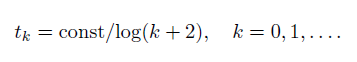 t_k = const/log(k + 2), k = 0, 1, . . . .